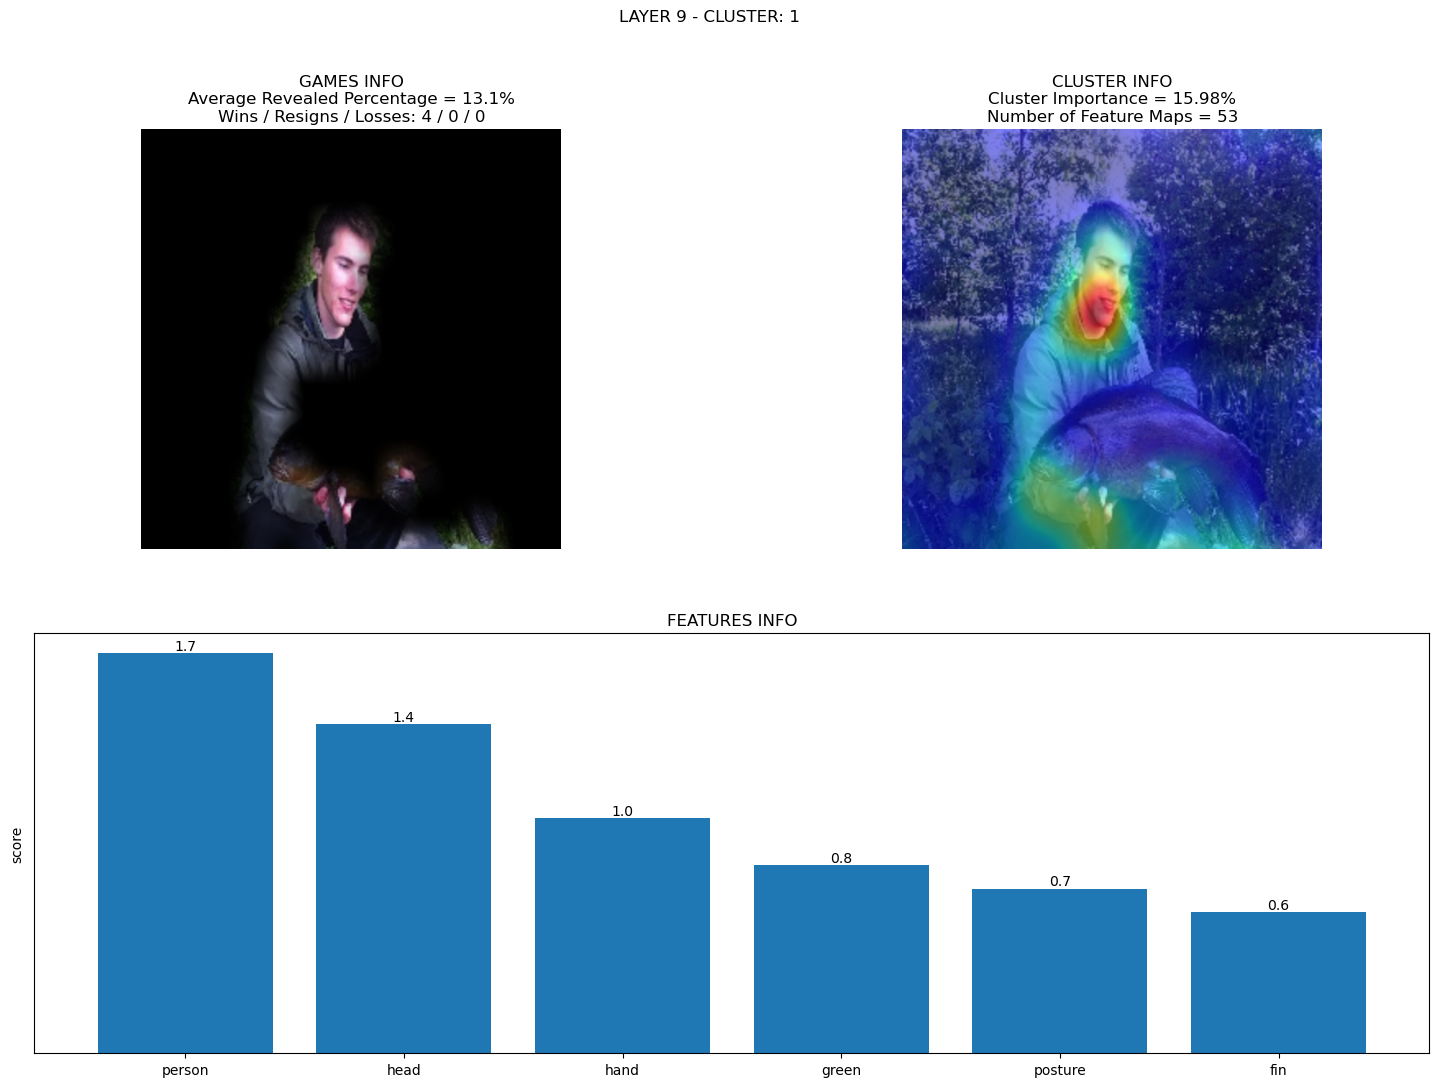 LAYER 9 - CLUSTER: 1
GAMES INFO
Average Revealed Percentage = 13.1%
Wins / Resigns / Losses: 4 / 0 / 0
CLUSTER INFO
Cluster Importance = 15.98%
Number of Feature Maps = 53
FEATURES INFO
score
1.7
1.4
1.0
0.8
0.7
0.6
person
head
hand
green
posture
fin